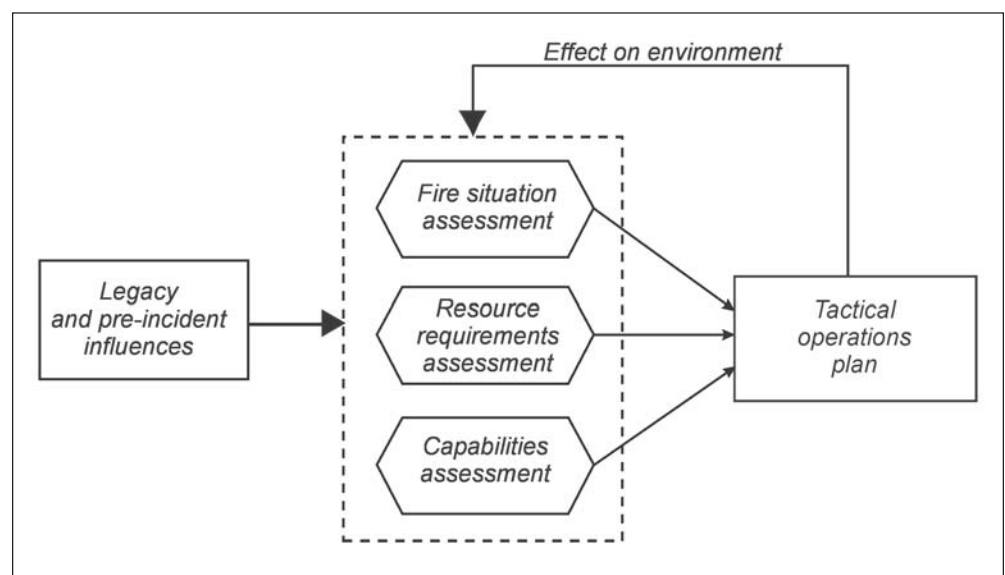 Effect on environment
Fire situation
assessment
Legacy
and pre-incident
influences
Resource
requirements
assessment
Tactical
operations
plan
Capabilities
assessment